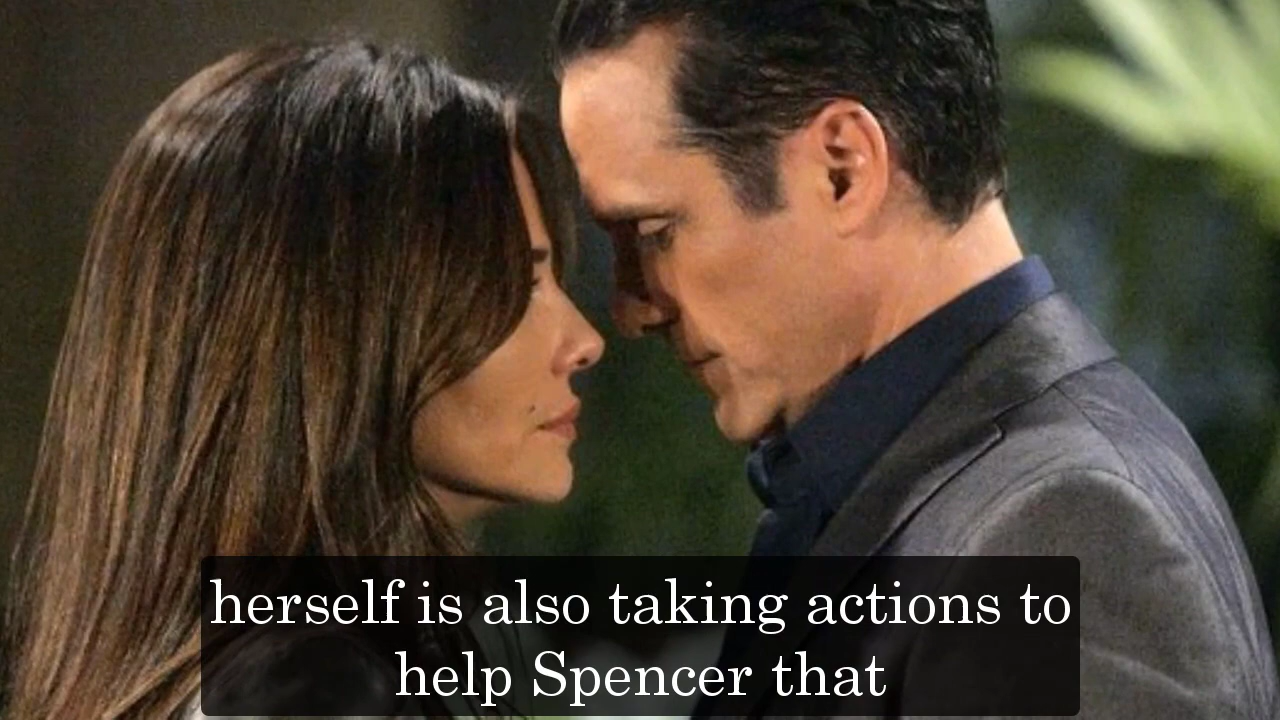 herself is also taking actions to
help Spencer that